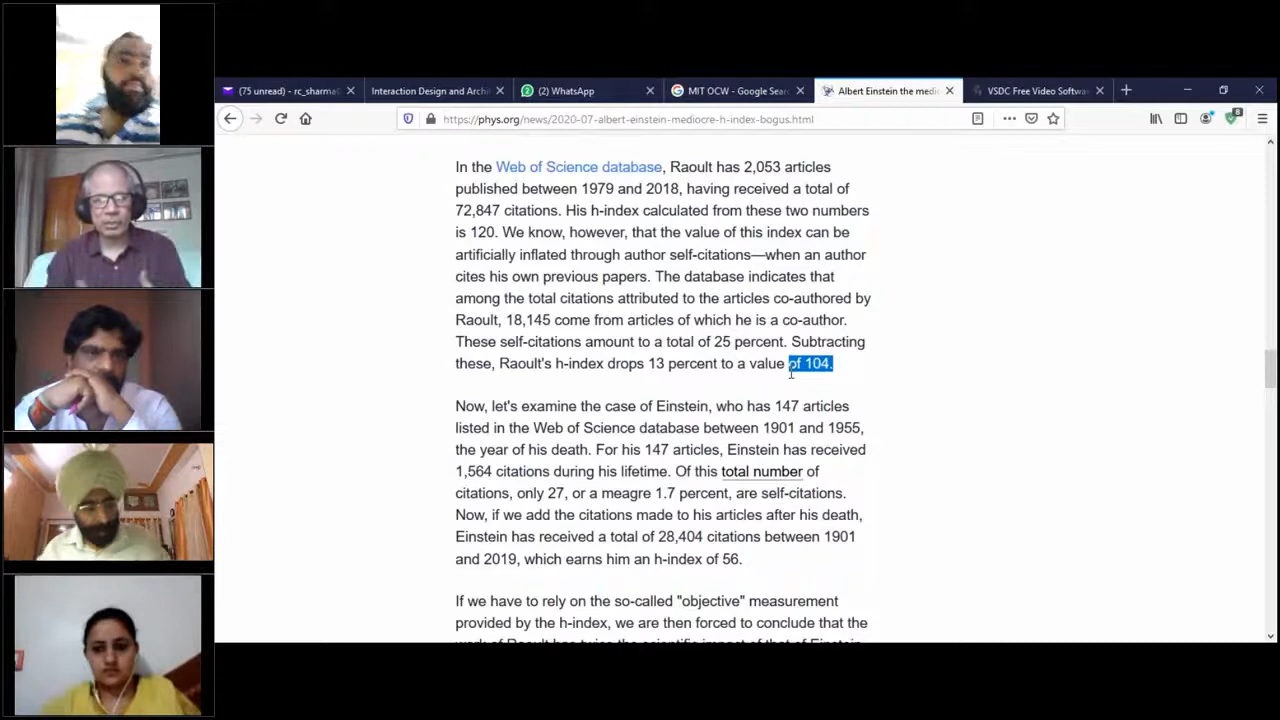 (75 unread) - rc_sharma
Interaction Design and Archi
(2) WhatsApp
MIT OCW - Google Sear
Albert Einstein the medi
VSDC Free Video Softwa
https://phys.org/news/2020-07-albert-einstein-mediocre-h-index-bogus.html
In the Web of Science database, Raoult has 2,053 articles
published between 1979 and 2018, having received a total of
72,847 citations. His h-index calculated from these two numbers
is 120. We know, however, that the value of this index can be
artificially inflated through author self-citations—when an author
cites his own previous papers. The database indicates that
among the total citations attributed to the articles co-authored by
Raoult, 18,145 come from articles of which he is a co-author.
These self-citations amount to a total of 25 percent. Subtracting
these, Raoult's h-index drops 13 percent to a value of 104.
Now, let's examine the case of Einstein, who has 147 articles
listed in the Web of Science database between 1901 and 1955,
the year of his death. For his 147 articles, Einstein has received
1,564 citations during his lifetime. Of this total number of
citations, only 27, or a meagre 1.7 percent, are self-citations.
Now, if we add the citations made to his articles after his death,
Einstein has received a total of 28,404 citations between 1901
and 2019, which earns him an h-index of 56.
If we have to rely on the so-called "objective" measurement
provided by the h-index, we are then forced to conclude that the
work of Raoult has twice the scientific impact of that of Einstein